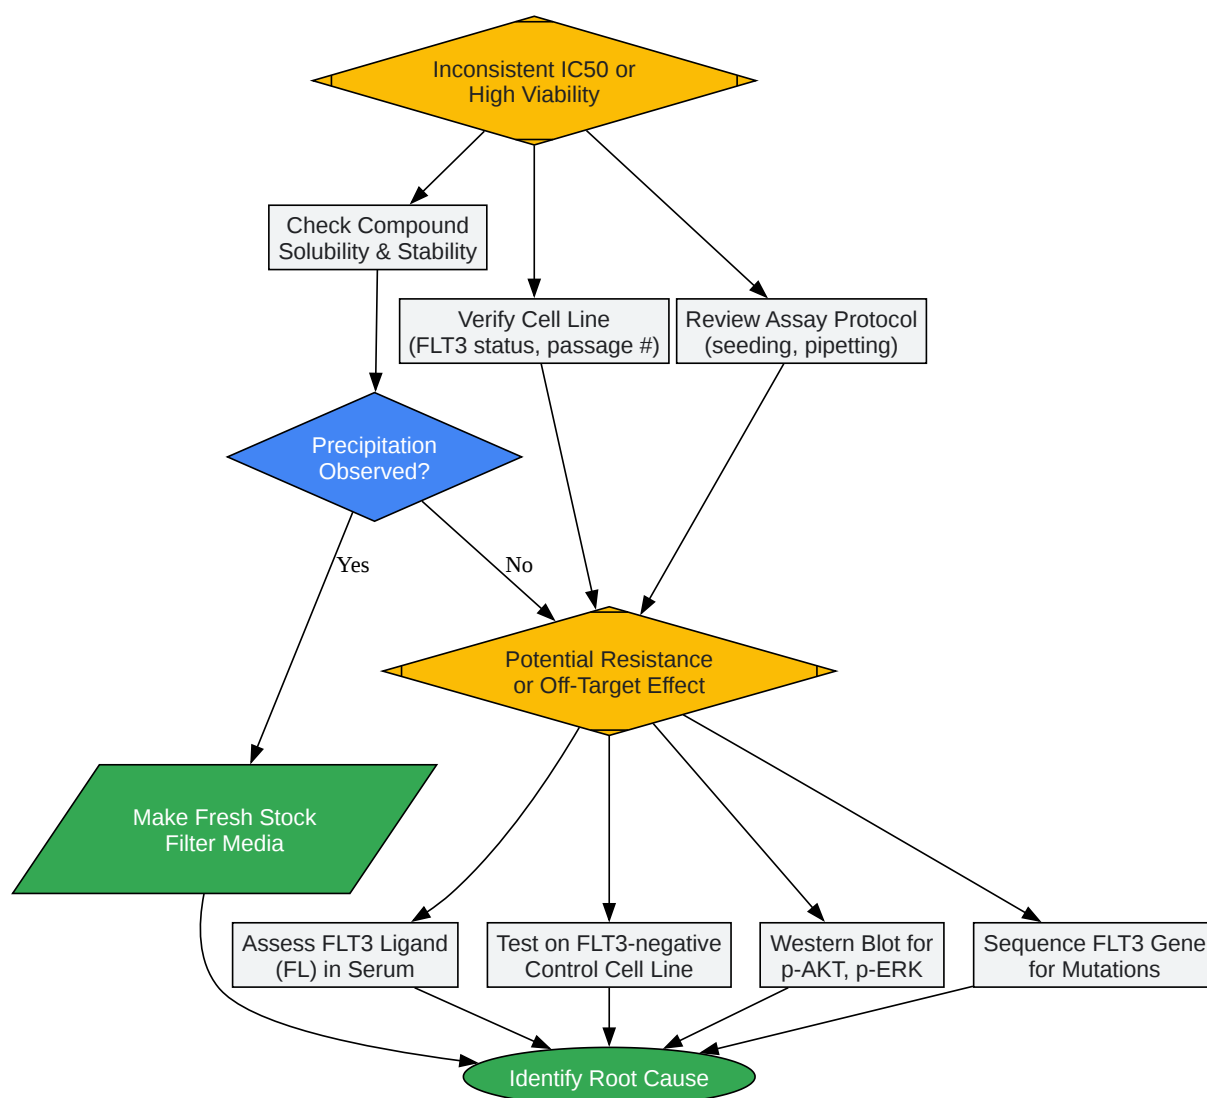 Inconsistent IC50 or
High Viability
Check Compound
Solubility & Stability
Verify Cell Line
(FLT3 status, passage #)
Review Assay Protocol
(seeding, pipetting)
Precipitation
Observed?
Yes
No
Potential Resistance
or Off-Target Effect
Make Fresh Stock
Filter Media
Assess FLT3 Ligand
(FL) in Serum
Test on FLT3-negative
Control Cell Line
Western Blot for
p-AKT, p-ERK
Sequence FLT3 Gene
for Mutations
Identify Root Cause